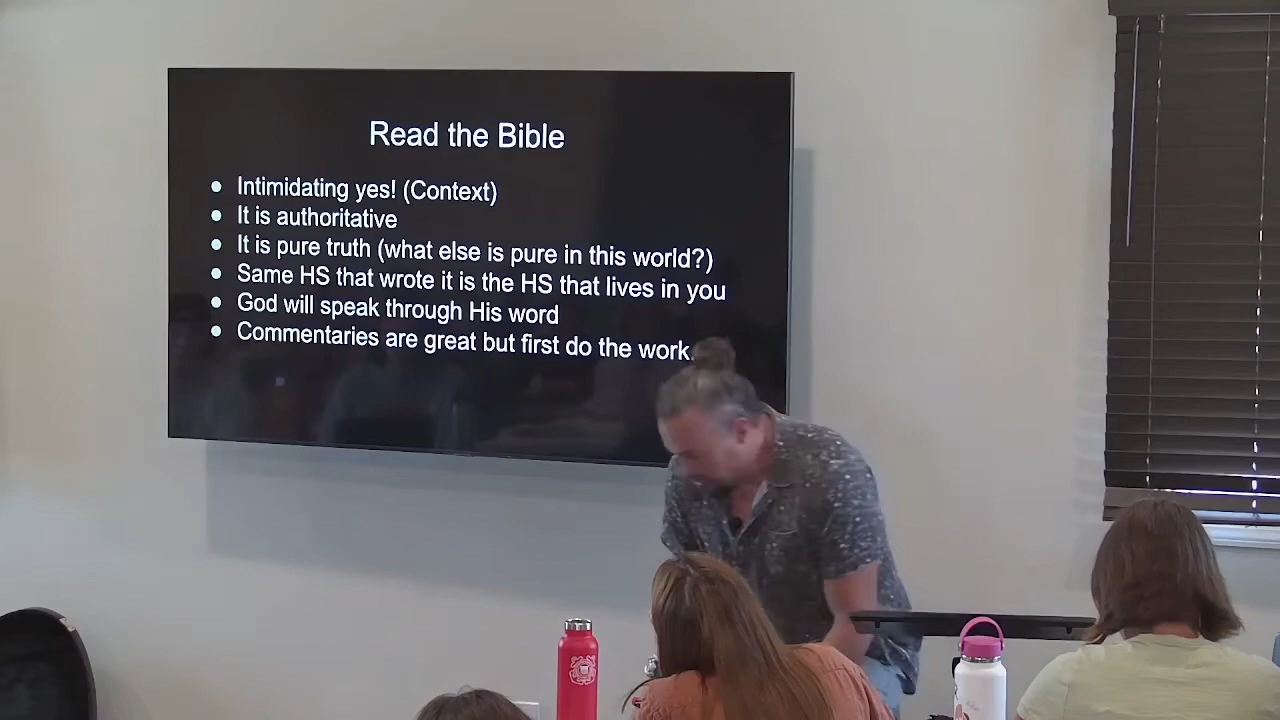 Read the Bible
● Intimidating yes! (Context)
● It is authoritative
● It is pure truth (what else is pure in this world?)
● Same HS that wrote it is the HS that lives in you
● God will speak through His word
● Commentaries are great but first do the work.